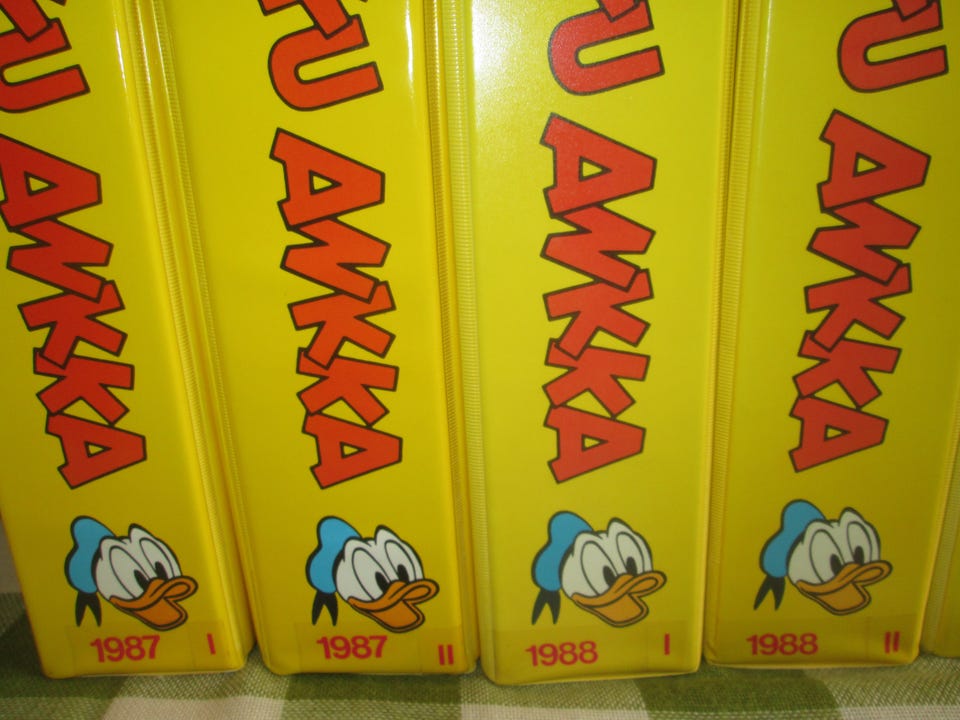 U ANKKA
1987 I
U ANKKA
1987 II
U ANKKA
1988 I
U ANKKA
1988 II